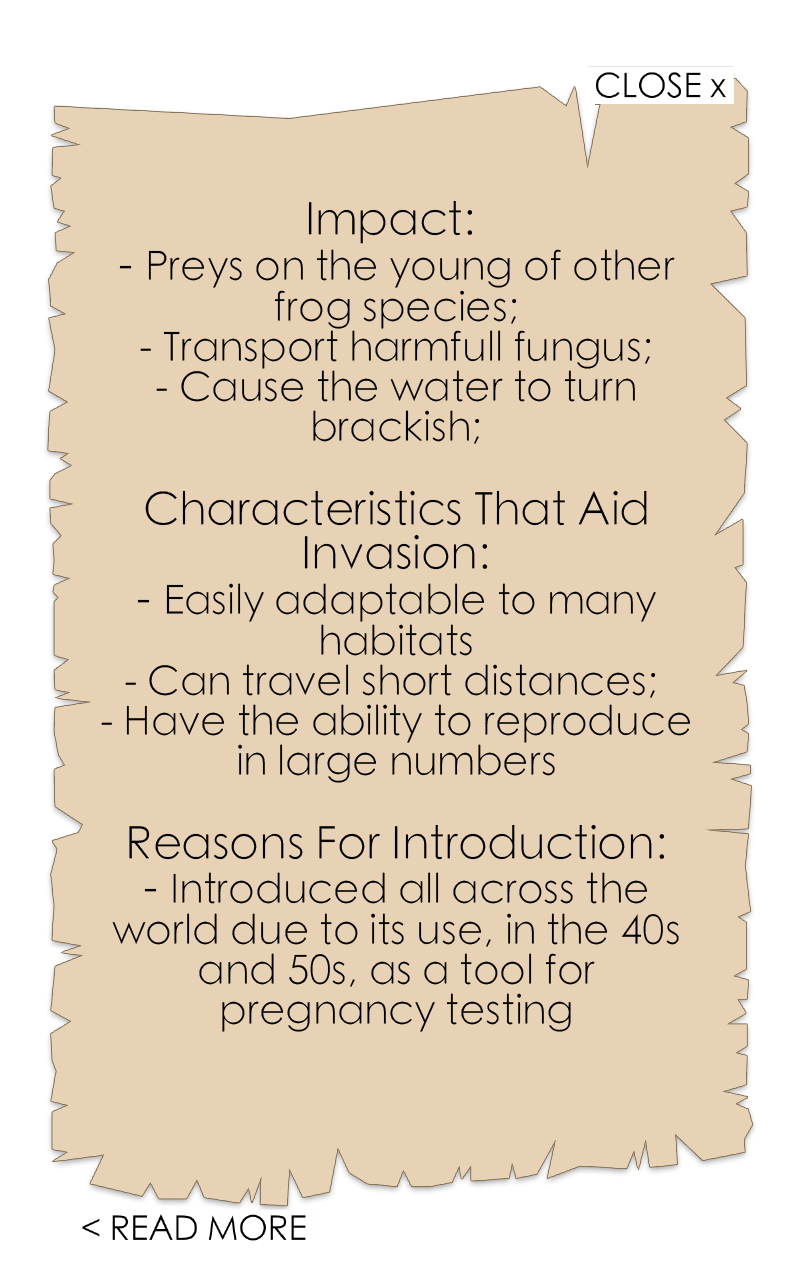 CLOSE x
Impact:
- Preys on the young of other
frog species;
- Transport harmfull fungus;
- Cause the water to turn
brackish;
Characteristics That Aid
Invasion:
- Easily adaptable to many
habitats
- Can travel short distances;
- Have the ability to reproduce
in large numbers
Reasons For Introduction:
- Introduced all across the
world due to its use, in the 40s
and 50s, as a tool for
pregnancy testing
< READ MORE